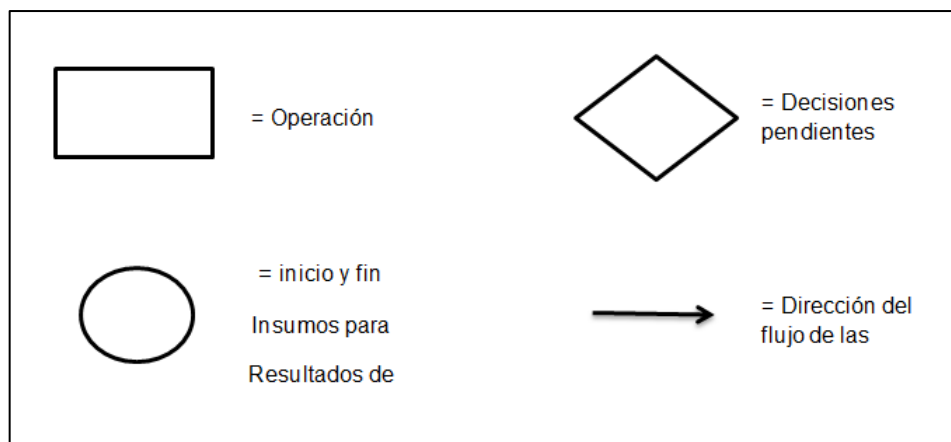 = Operación
= Decisiones
pendientes
= inicio y fin
Insumos para
Resultados de
= Dirección del
flujo de las